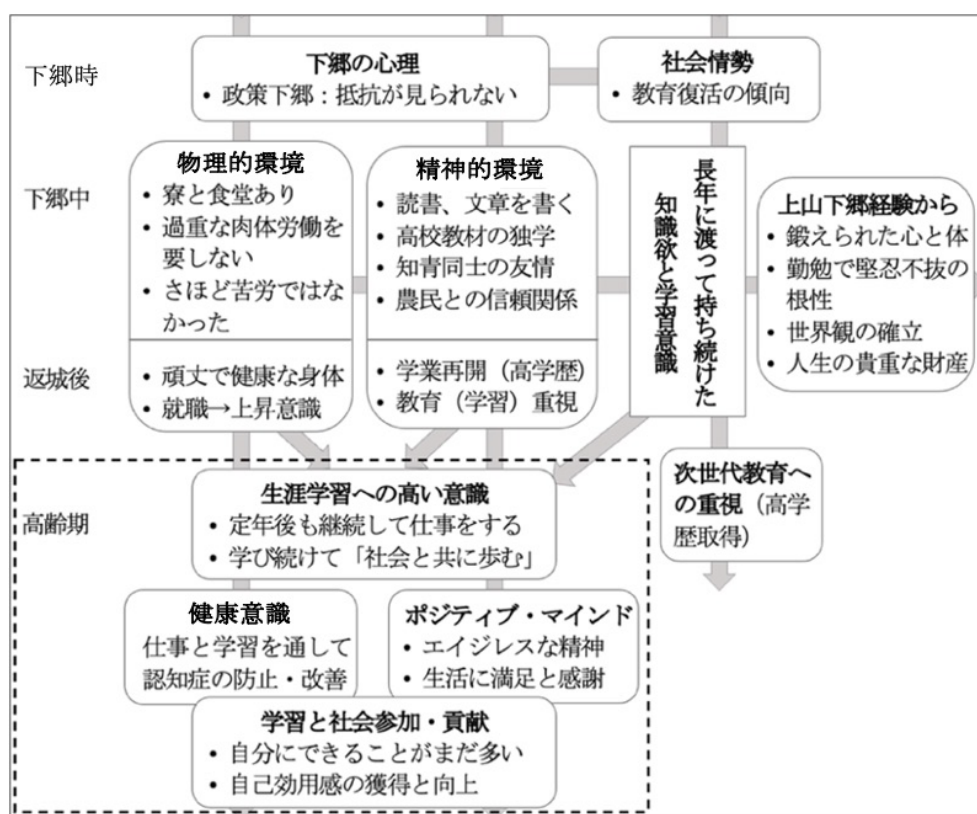 下郷時
下郷の心理
• 政策下郷：抵抗が見られない
社会情勢
• 教育復活の傾向
下郷中
物理的環境
• 寮と食堂あり
• 過重な肉体労働を
要しない
• さほど苦労ではな
かった
精神的環境
• 読書、文章を書く
• 高校教材の独学
• 知青同士の友情
• 農民との信頼関係
長年に渡って持ち続けた
知識欲と学習意識
上山下郷経験から
• 鍛えられた心と体
• 勤勉で堅忍不抜の
根性
• 世界観の確立
• 人生の貴重な財産
返城後
• 頑丈で健康な身体
• 就職→上昇意識
• 学業再開（高学歴）
• 教育（学習）重視
高齢期
生涯学習への高い意識
• 定年後も継続して仕事をする
• 学び続けて「社会と共に歩む」
次世代教育へ
の重視（高学
歴取得）
健康意識
仕事と学習を通して
認知症の防止・改善
ポジティブ・マインド
• エイジレスな精神
• 生活に満足と感謝
学習と社会参加・貢献
• 自分にできることがまだ多い
• 自己効用感の獲得と向上